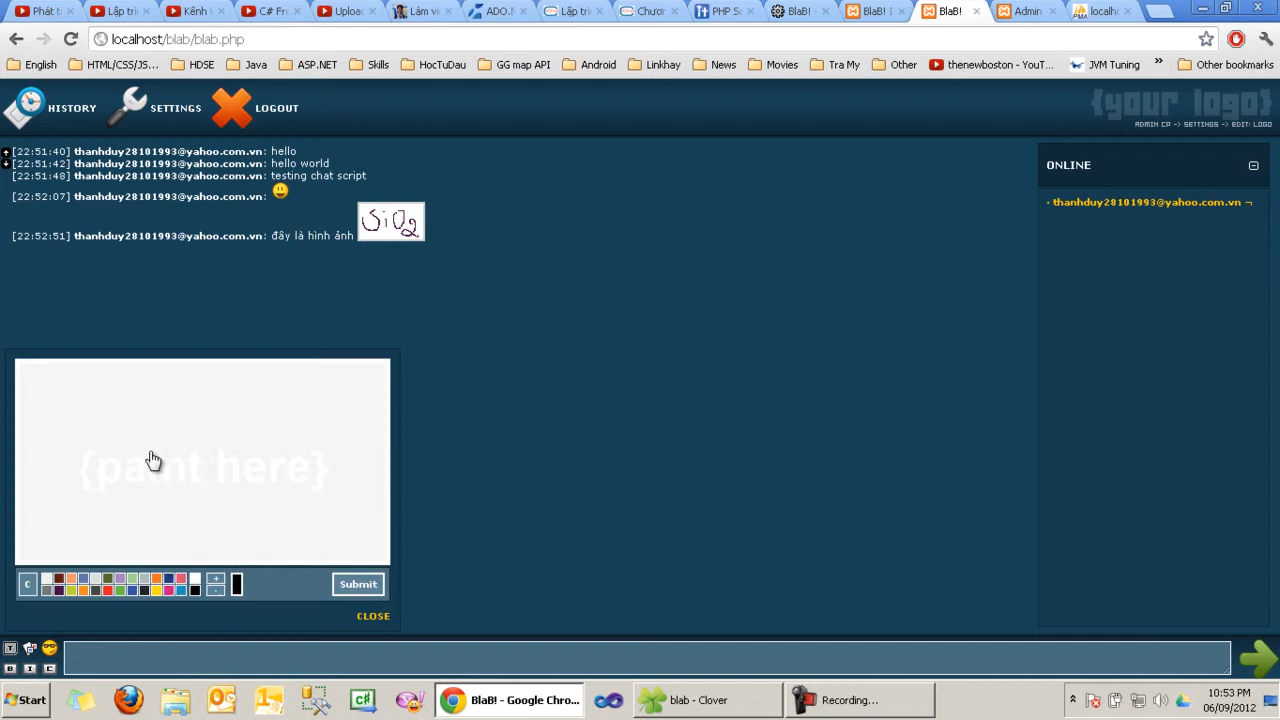 Phát t
Lập trì
Kênh V
C# Fr
Upload
Làm v
ADO.N
Lập trì
Chươn
PHP S
BlaB!
BlaB! |
BlaB!
Admin
localh
localhost/blab/blab.php
English
HTML/CSS/JS...
HDSE
Java
ASP.NET
Skills
HocTuDau
GG map API
Android
Linkhay
News
Movies
Tra My
Other
thenewboston - YouT...
JVM Tuning
»
Other bookmarks
HISTORY
SETTINGS
LOGOUT
{your logo}
ADMIN CP -> SETTINGS -> EDIT: LOGO
[22:51:40] thanhduy28101993@yahoo.com.vn: hello
[22:51:42] thanhduy28101993@yahoo.com.vn: hello world
[22:51:48] thanhduy28101993@yahoo.com.vn: testing chat script
[22:52:07] thanhduy28101993@yahoo.com.vn:
[22:52:51] thanhduy28101993@yahoo.com.vn: đây là hình ảnh SiO2
ONLINE
· thanhduy28101993@yahoo.com.vn ¬
{paint here}
C
+
-
Submit
CLOSE
T
B I C
Start
BlaB! - Google Chro...
blab - Clover
Recording...
10:53 PM
06/09/2012